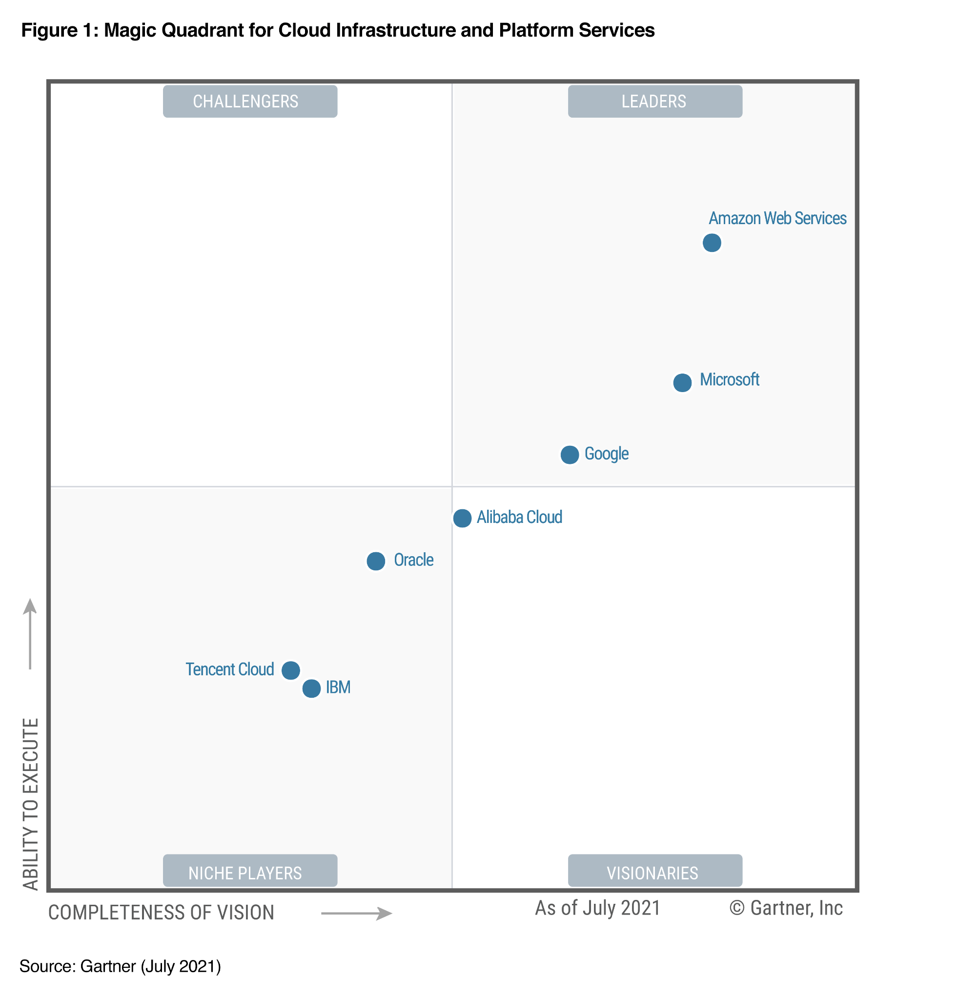 Figure 1: Magic Quadrant for Cloud Infrastructure and Platform Services
CHALLENGERS
LEADERS
Amazon Web Services
Microsoft
Google
Alibaba Cloud
Oracle
Tencent Cloud
IBM
ABILITY TO EXECUTE
NICHE PLAYERS
VISIONARIES
COMPLETENESS OF VISION
As of July 2021
© Gartner, Inc
Source: Gartner (July 2021)